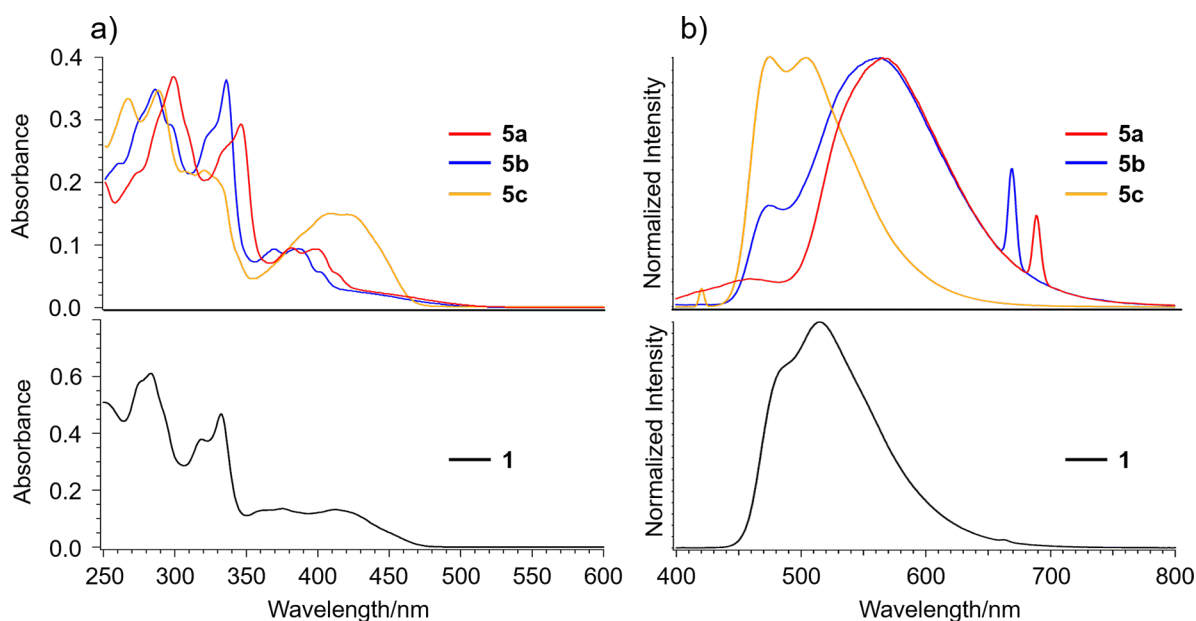 a)
0.4
0.3
0.2
0.1
0.0
Absorbance
5a
5b
5c
0.6
0.4
0.2
0.0
Absorbance
1
250 300 350 400 450 500 550 600
Wavelength/nm
b)
Normalized Intensity
5a
5b
5c
Normalized Intensity
1
400 500 600 700 800
Wavelength/nm